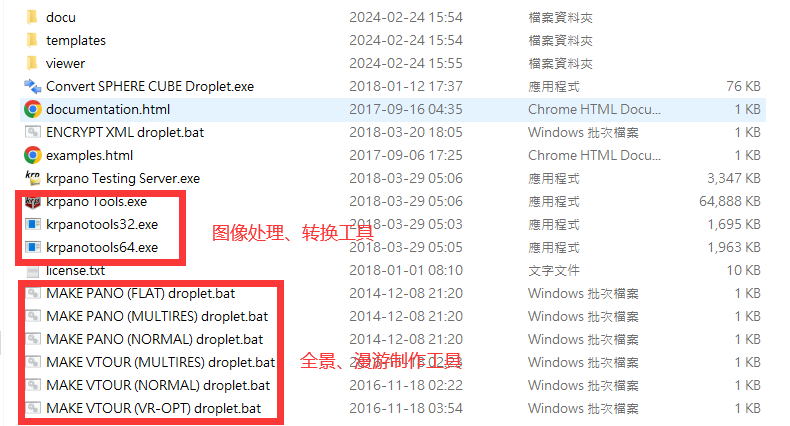 docu 2024-02-24 15:54 檔案資料夾
templates 2024-02-24 15:55 檔案資料夾
viewer 2024-02-24 15:55 檔案資料夾
Convert SPHERE CUBE Droplet.exe 2018-01-12 17:37 應用程式 76 KB
documentation.html 2017-09-16 04:35 Chrome HTML Docu... 1 KB
ENCRYPT XML droplet.bat 2018-03-20 18:05 Windows 批次檔案 1 KB
examples.html 2017-09-06 17:25 Chrome HTML Docu... 1 KB
krpano Testing Server.exe 2018-03-29 05:06 應用程式 3,347 KB
krpano Tools.exe 2018-03-29 05:06 應用程式 64,888 KB
krpanotools32.exe 2018-03-29 05:03 應用程式 1,695 KB
图像处理、转换工具
krpanotools64.exe 2018-03-29 05:05 應用程式 1,963 KB
license.txt 2018-01-01 08:10 文字文件 10 KB
MAKE PANO (FLAT) droplet.bat 2014-12-08 21:20 Windows 批次檔案 1 KB
MAKE PANO (MULTIRES) droplet.bat 2014-12-08 21:20 Windows 批次檔案 1 KB
MAKE PANO (NORMAL) droplet.bat 2014-12-08 21:20 Windows 批次檔案 1 KB
MAKE VTOUR (MULTIRES) droplet.bat Windows 批次檔案 1 KB
全景、漫游制作工具
MAKE VTOUR (NORMAL) droplet.bat 2016-11-18 02:22 Windows 批次檔案 1 KB
MAKE VTOUR (VR-OPT) droplet.bat 2016-11-18 03:54 Windows 批次檔案 1 KB